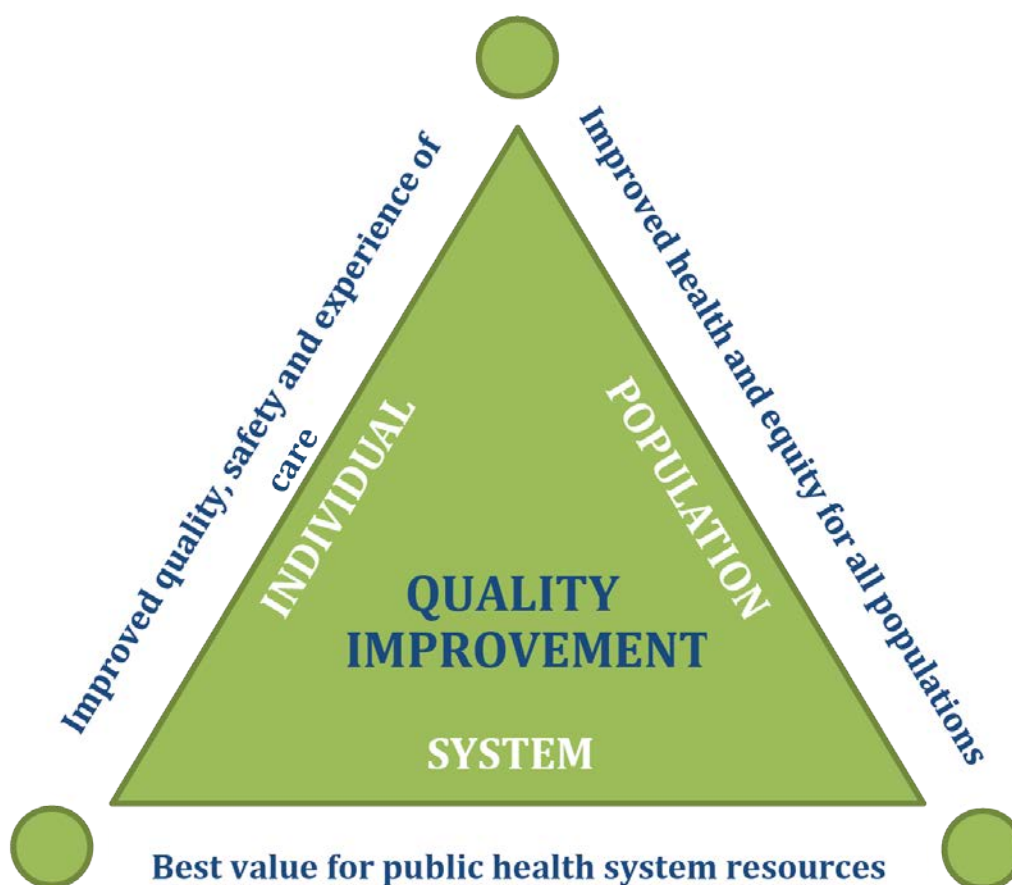 Improved quality, safety and experience of
care
Improved health and equity for all populations
INDIVIDUAL
POPULATION
QUALITY
IMPROVEMENT
SYSTEM
Best value for public health system resources